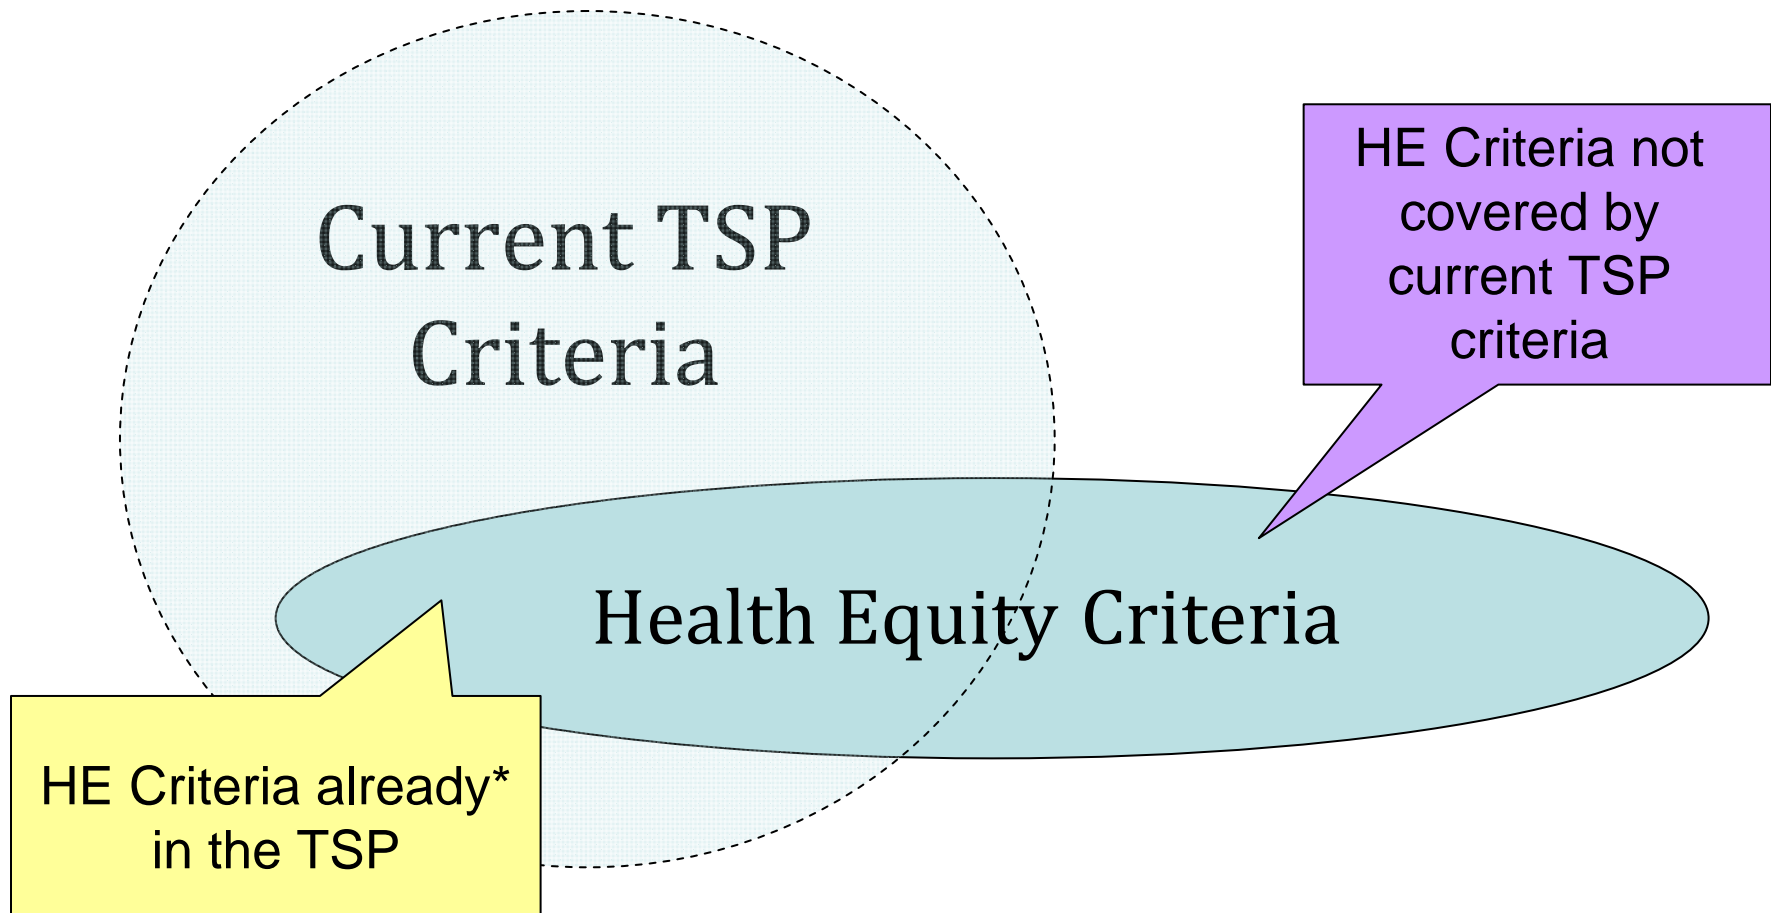 Current TSP
Criteria
HE Criteria not
covered by
current TSP
criteria
Health Equity Criteria
HE Criteria already*
in the TSP